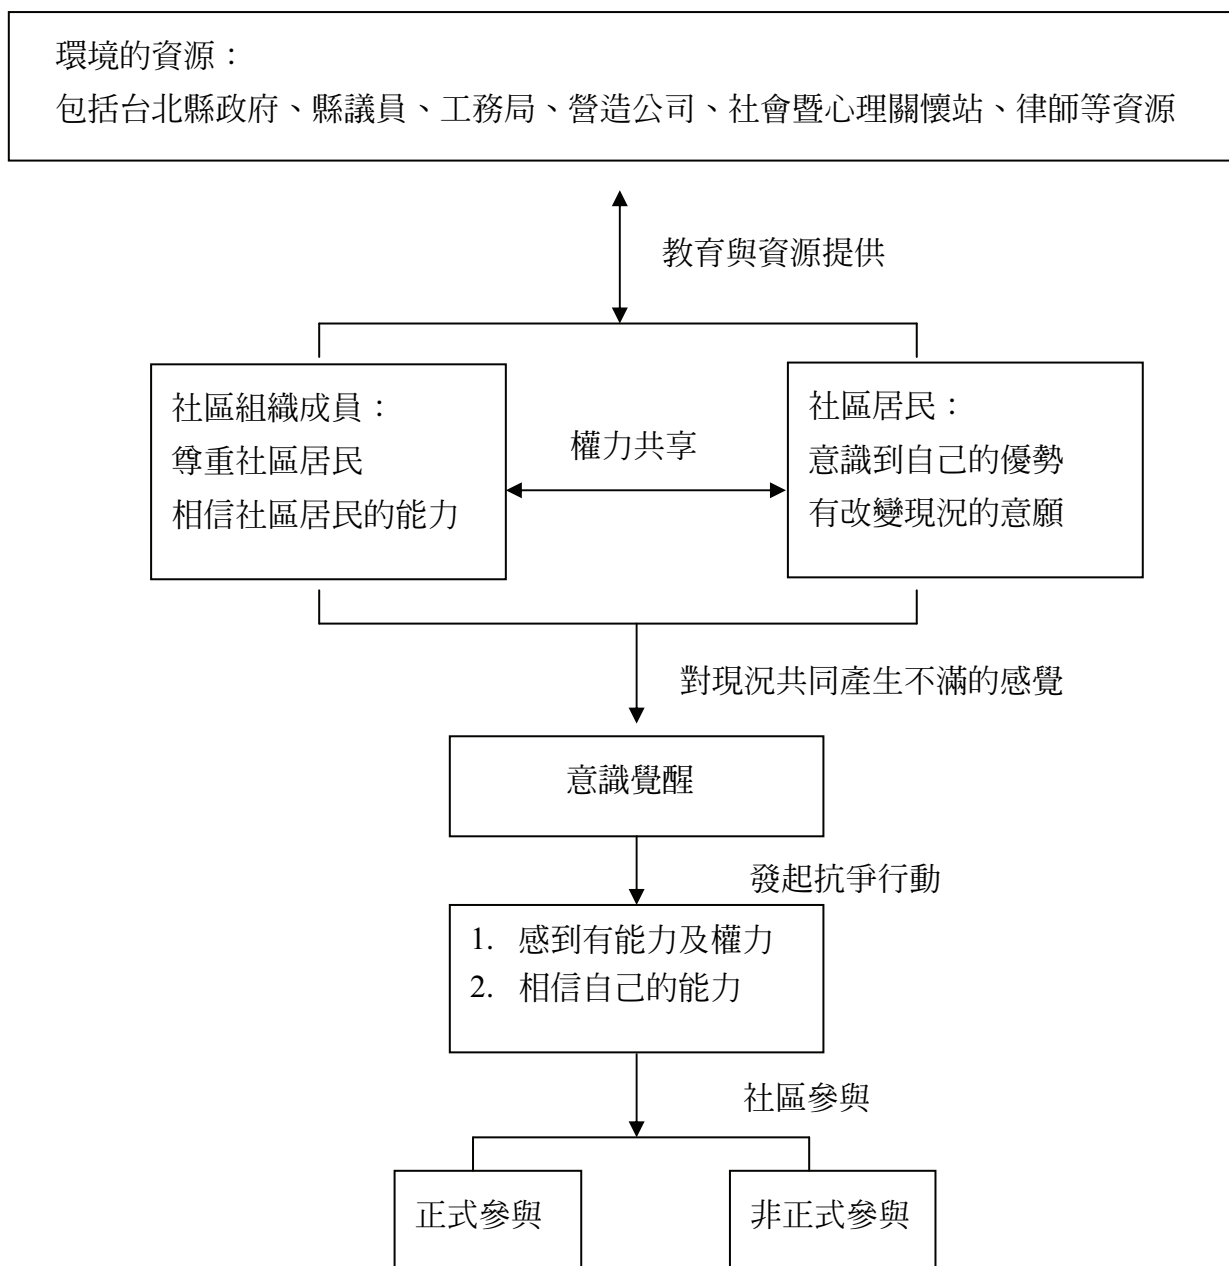 環境的資源：
包括台北縣政府、縣議員、工務局、營造公司、社會暨心理關懷站、律師等資源
教育與資源提供
社區組織成員：
尊重社區居民
相信社區居民的能力
權力共享
社區居民：
意識到自己的優勢
有改變現況的意願
對現況共同產生不滿的感覺
意識覺醒
發起抗爭行動
1. 感到有能力及權力
2. 相信自己的能力
社區參與
正式參與
非正式參與